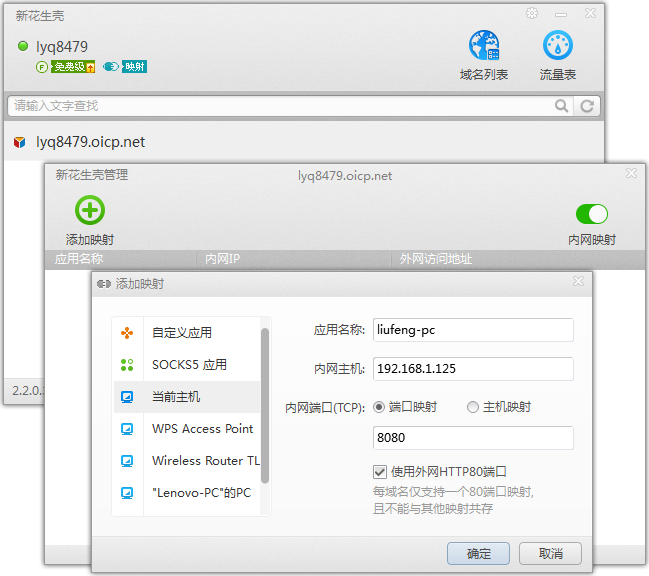 新花生壳
lyq8479
F 免费级 映射
域名列表 流量表
请输入文字查找
lyq8479.oicp.net
新花生壳管理 lyq8479.oicp.net
添加映射 内网映射
应用名称 内网IP 外网访问地址
添加映射
自定义应用
SOCKS5 应用
当前主机
WPS Access Point
Wireless Router TL
"Lenovo-PC"的PC
应用名称: liufeng-pc
内网主机: 192.168.1.125
内网端口(TCP): 端口映射 主机映射
8080
使用外网HTTP80端口
每域名仅支持一个80端口映射,
且不能与其他映射共存
确定 取消
2.2.0.